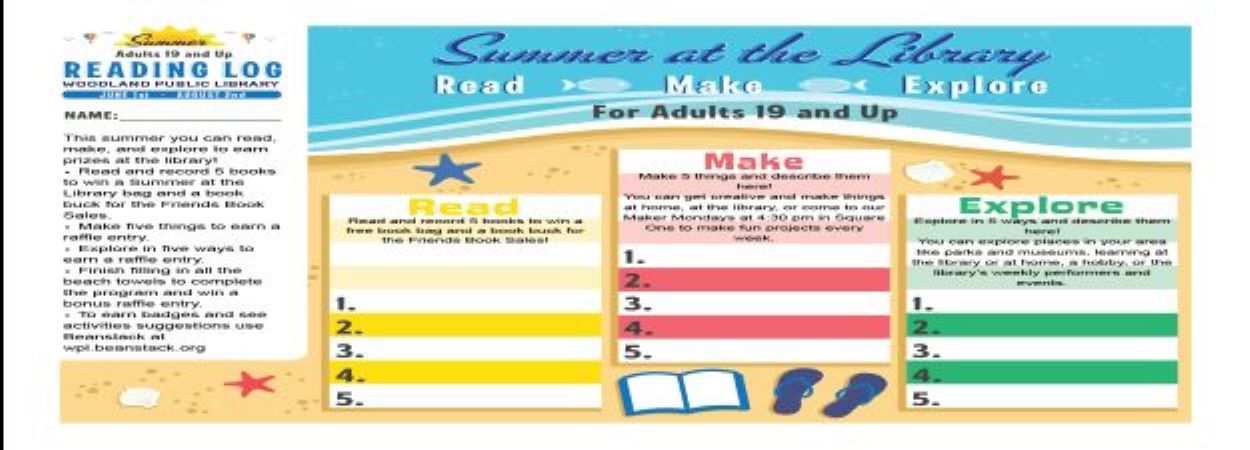 Summer
Adults 19 and Up
READING LOG
WOODLAND PUBLIC LIBRARY
JUNE 1st - AUGUST 2nd
NAME:
This summer you can read,
make, and explore to earn
prizes at the library!
- Read and record 5 books
to win a Summer at the
Library bag and a book
buck for the Friends Book
Sales.
- Make five things to earn a
raffle entry.
- Explore in five ways to
earn a raffle entry.
- Finish filling in all the
beach towels to complete
the program and win a
bonus raffle entry.
- To earn badges and see
activities suggestions use
Beanstack at
wpl.beanstack.org
Summer at the Library
Read Make Explore
For Adults 19 and Up
Read
Read and record 5 books to win a
free book bag and a book buck for
the Friends Book Sales!
1.
2.
3.
4.
5.
Make
Make 5 things and describe them
here!
You can get creative and make things
at home, at the library, or come to our
Maker Mondays at 4:30 pm in Square
One to make fun projects every
week.
1.
2.
3.
4.
5.
Explore
Explore in 5 ways and describe them
here!
You can explore places in your area
like parks and museums, learning at
the library or at home, a hobby, or the
library's weekly performers and
events.
1.
2.
3.
4.
5.